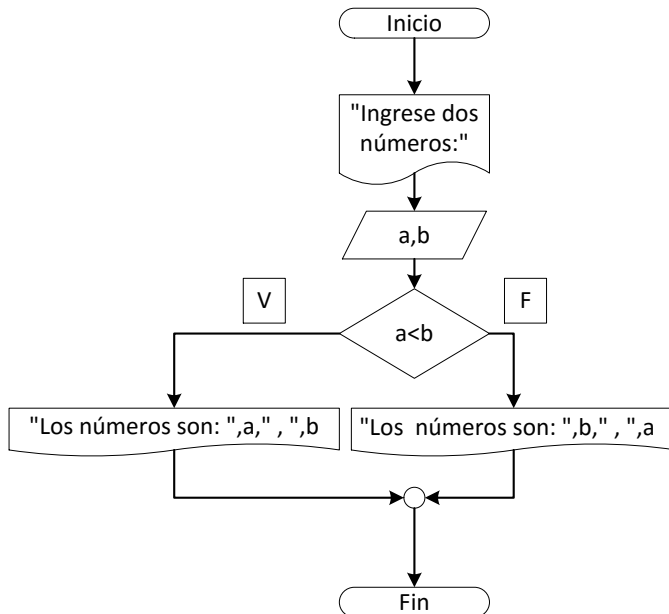 Inicio
"Ingrese dos
números:"
a,b
V
F
a<b
"Los números son: ",a," , ",b
"Los  números son: ",b," , ",a
Fin